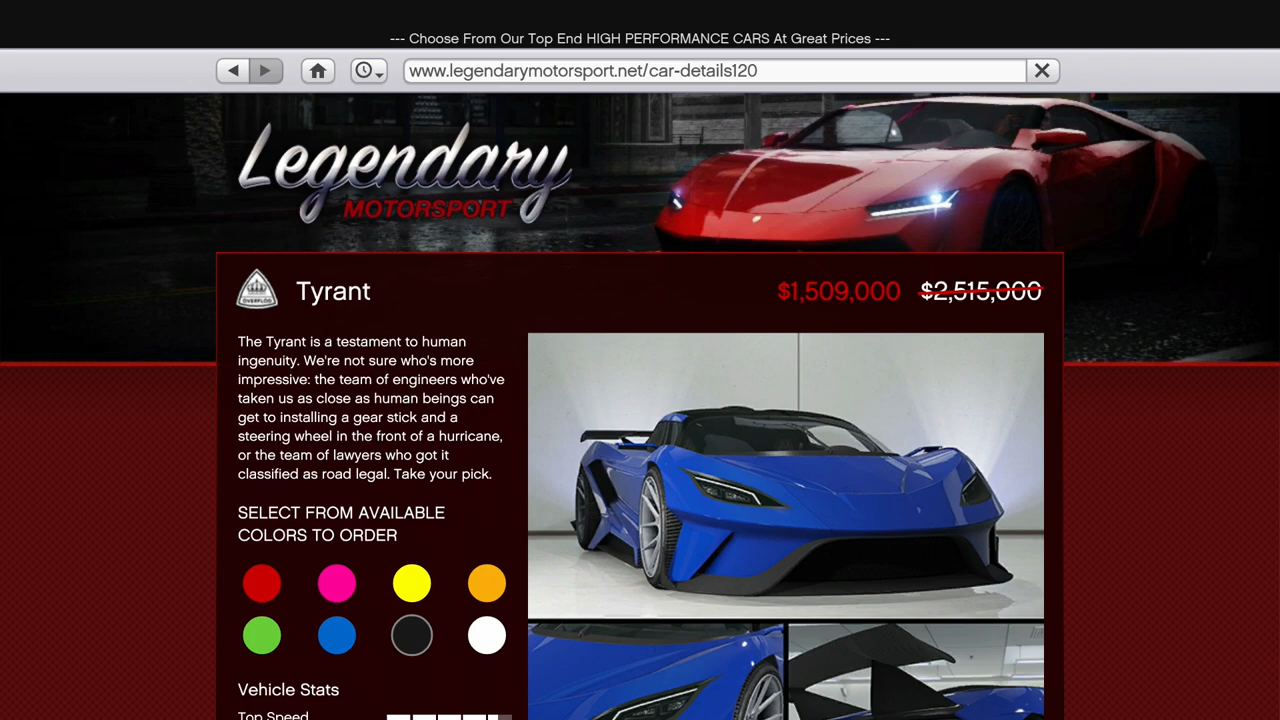 --- Choose From Our Top End HIGH PERFORMANCE CARS At Great Prices ---
www.legendarymotorsport.net/car-details120
Legendary
MOTORSPORT
OVERFLOD
Tyrant
$1,509,000 $2,515,000
The Tyrant is a testament to human
ingenuity. We're not sure who's more
impressive: the team of engineers who've
taken us as close as human beings can
get to installing a gear stick and a
steering wheel in the front of a hurricane,
or the team of lawyers who got it
classified as road legal. Take your pick.
SELECT FROM AVAILABLE
COLORS TO ORDER
Vehicle Stats
Top Speed